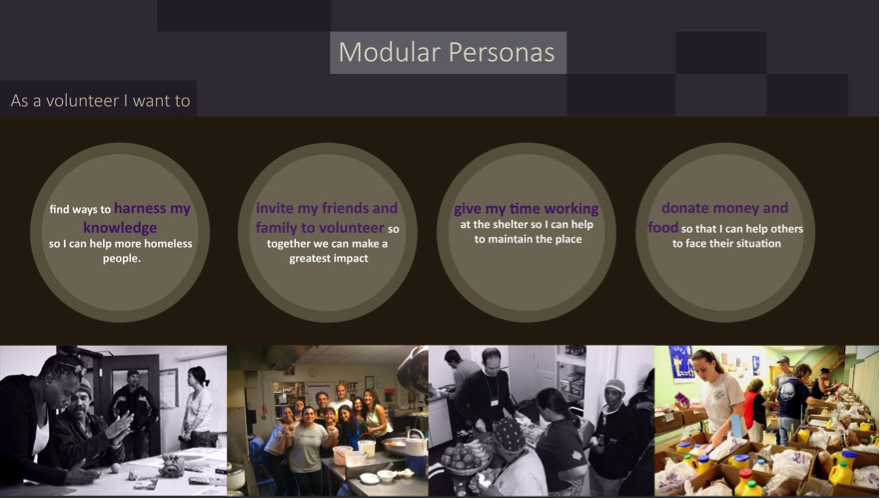 Modular Personas
As a volunteer I want to
find ways to harness my
knowledge
so I can help more homeless
people.
invite my friends and
family to volunteer so
together we can make a
greatest impact
give my time working
at the shelter so I can help
to maintain the place
donate money and
food so that I can help others
to face their situation